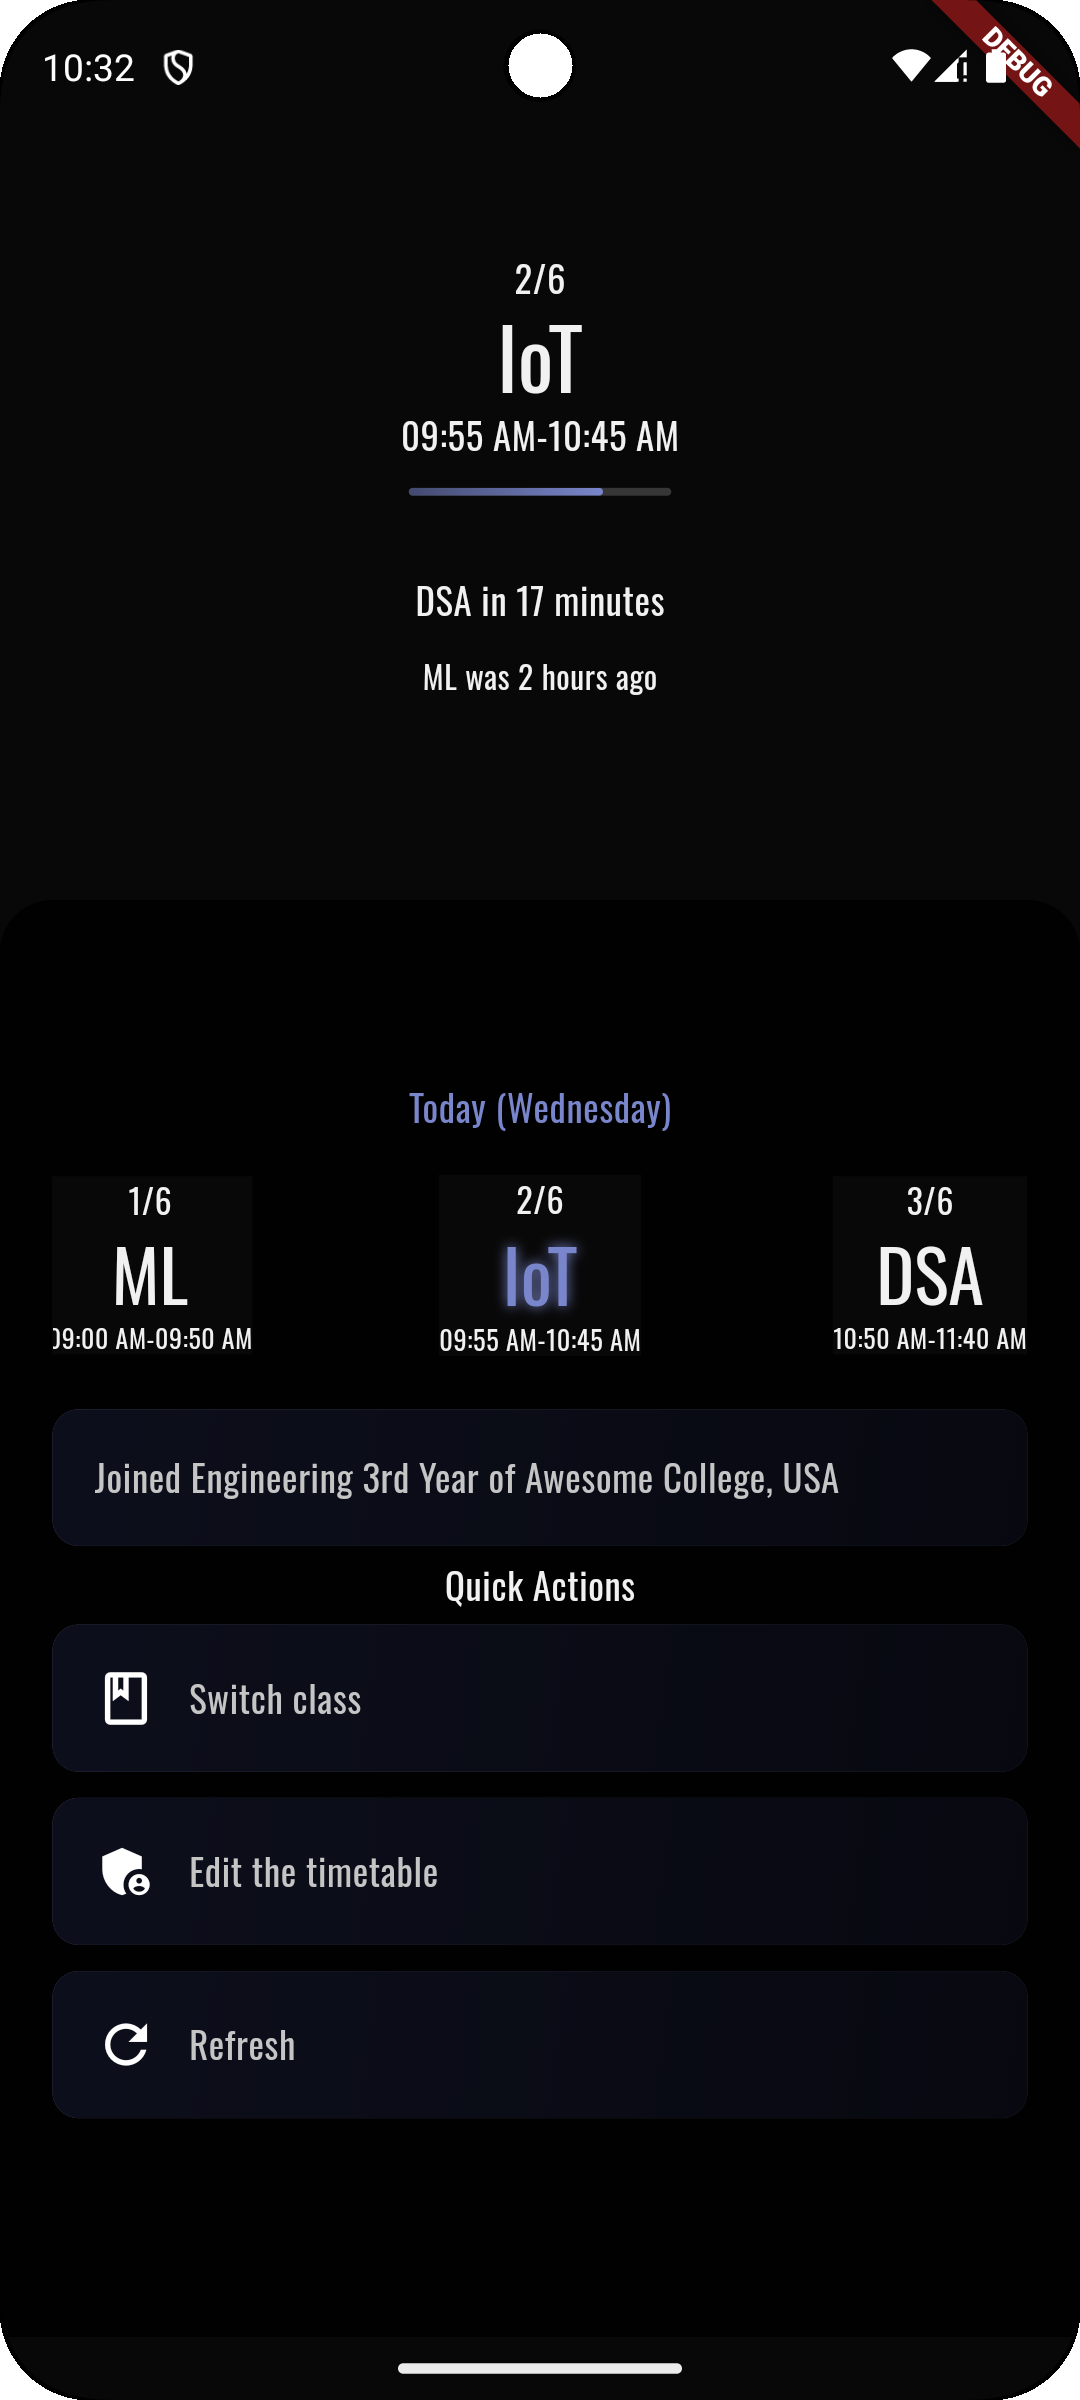 10:32
DEBUG
2/6
IoT
09:55 AM-10:45 AM
DSA in 17 minutes
ML was 2 hours ago
Today (Wednesday)
1/6
ML
09:00 AM-09:50 AM
2/6
IoT
09:55 AM-10:45 AM
3/6
DSA
10:50 AM-11:40 AM
Joined Engineering 3rd Year of Awesome College, USA
Quick Actions
Switch class
Edit the timetable
Refresh